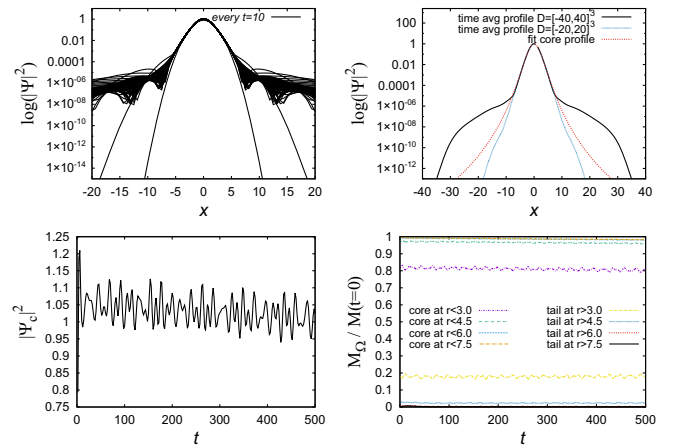 every t=10
log(|Ψ|²)
1
0.01
0.0001
1×10⁻⁰⁶
1×10⁻⁰⁸
1×10⁻¹⁰
1×10⁻¹²
1×10⁻¹⁴
-20 -15 -10 -5 0 5 10 15 20
x
time avg profile D=[-40,40]³
time avg profile D=[-20,20]³
fit core profile
log(|Ψ|²)
100
1
0.01
0.0001
1×10⁻⁰⁶
1×10⁻⁰⁸
1×10⁻¹⁰
1×10⁻¹²
-40 -30 -20 -10 0 10 20 30 40
x
|Ψc|²
1.25
1.2
1.15
1.1
1.05
1
0.95
0.9
0.85
0.8
0.75
0 100 200 300 400 500
t
M_Ω / M(t=0)
1
0.9
0.8
0.7
0.6
0.5
0.4
0.3
0.2
0.1
0
core at r<3.0 tail at r>3.0
core at r<4.5 tail at r>4.5
core at r<6.0 tail at r>6.0
core at r<7.5 tail at r>7.5
0 100 200 300 400 500
t